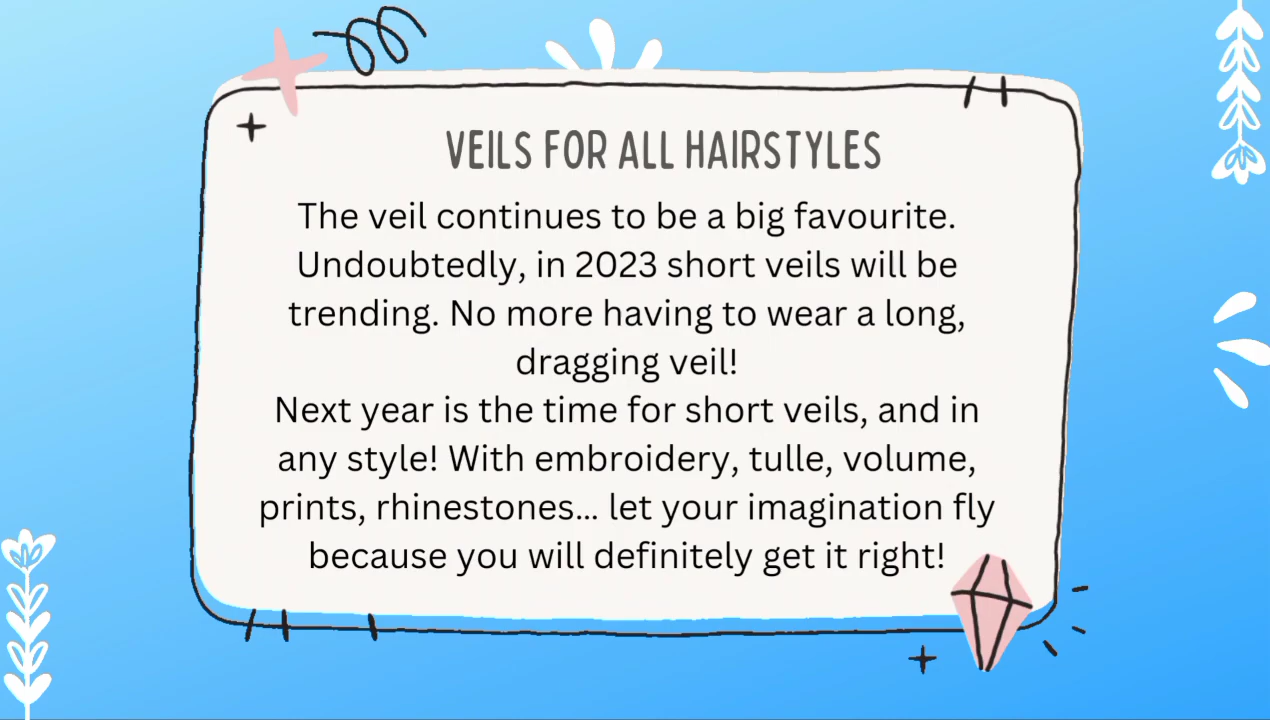 VEILS FOR ALL HAIRSTYLES
The veil continues to be a big favourite.
Undoubtedly, in 2023 short veils will be
trending. No more having to wear a long,
dragging veil!
Next year is the time for short veils, and in
any style! With embroidery, tulle, volume,
prints, rhinestones... let your imagination fly
because you will definitely get it right!